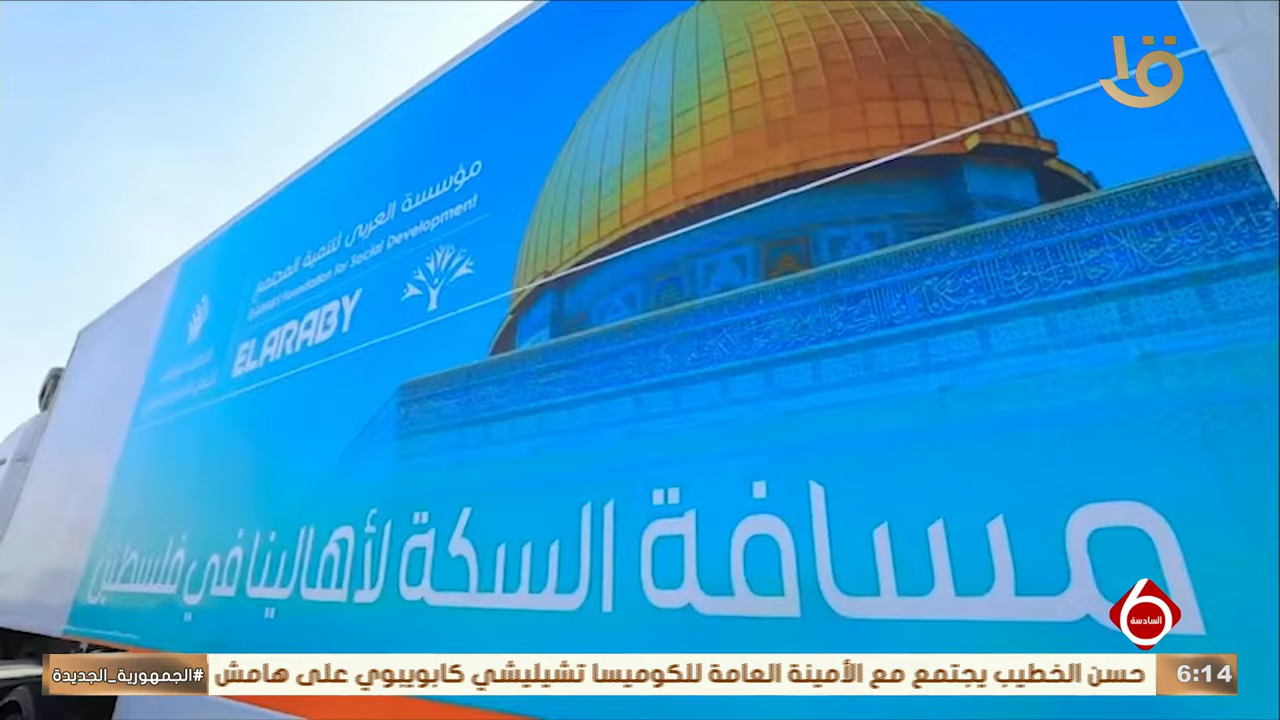 مؤسسة العربي لتنمية المجتمع
Elaraby Foundation for Social Development
ELARABY
مسافة السكة لأهالينا في فلسطين
السادسة
6:14
حسن الخطيب يجتمع مع الأمينة العامة للكوميسا تشيليشي كابويبوي على هامش
#الجمهورية_الجديدة